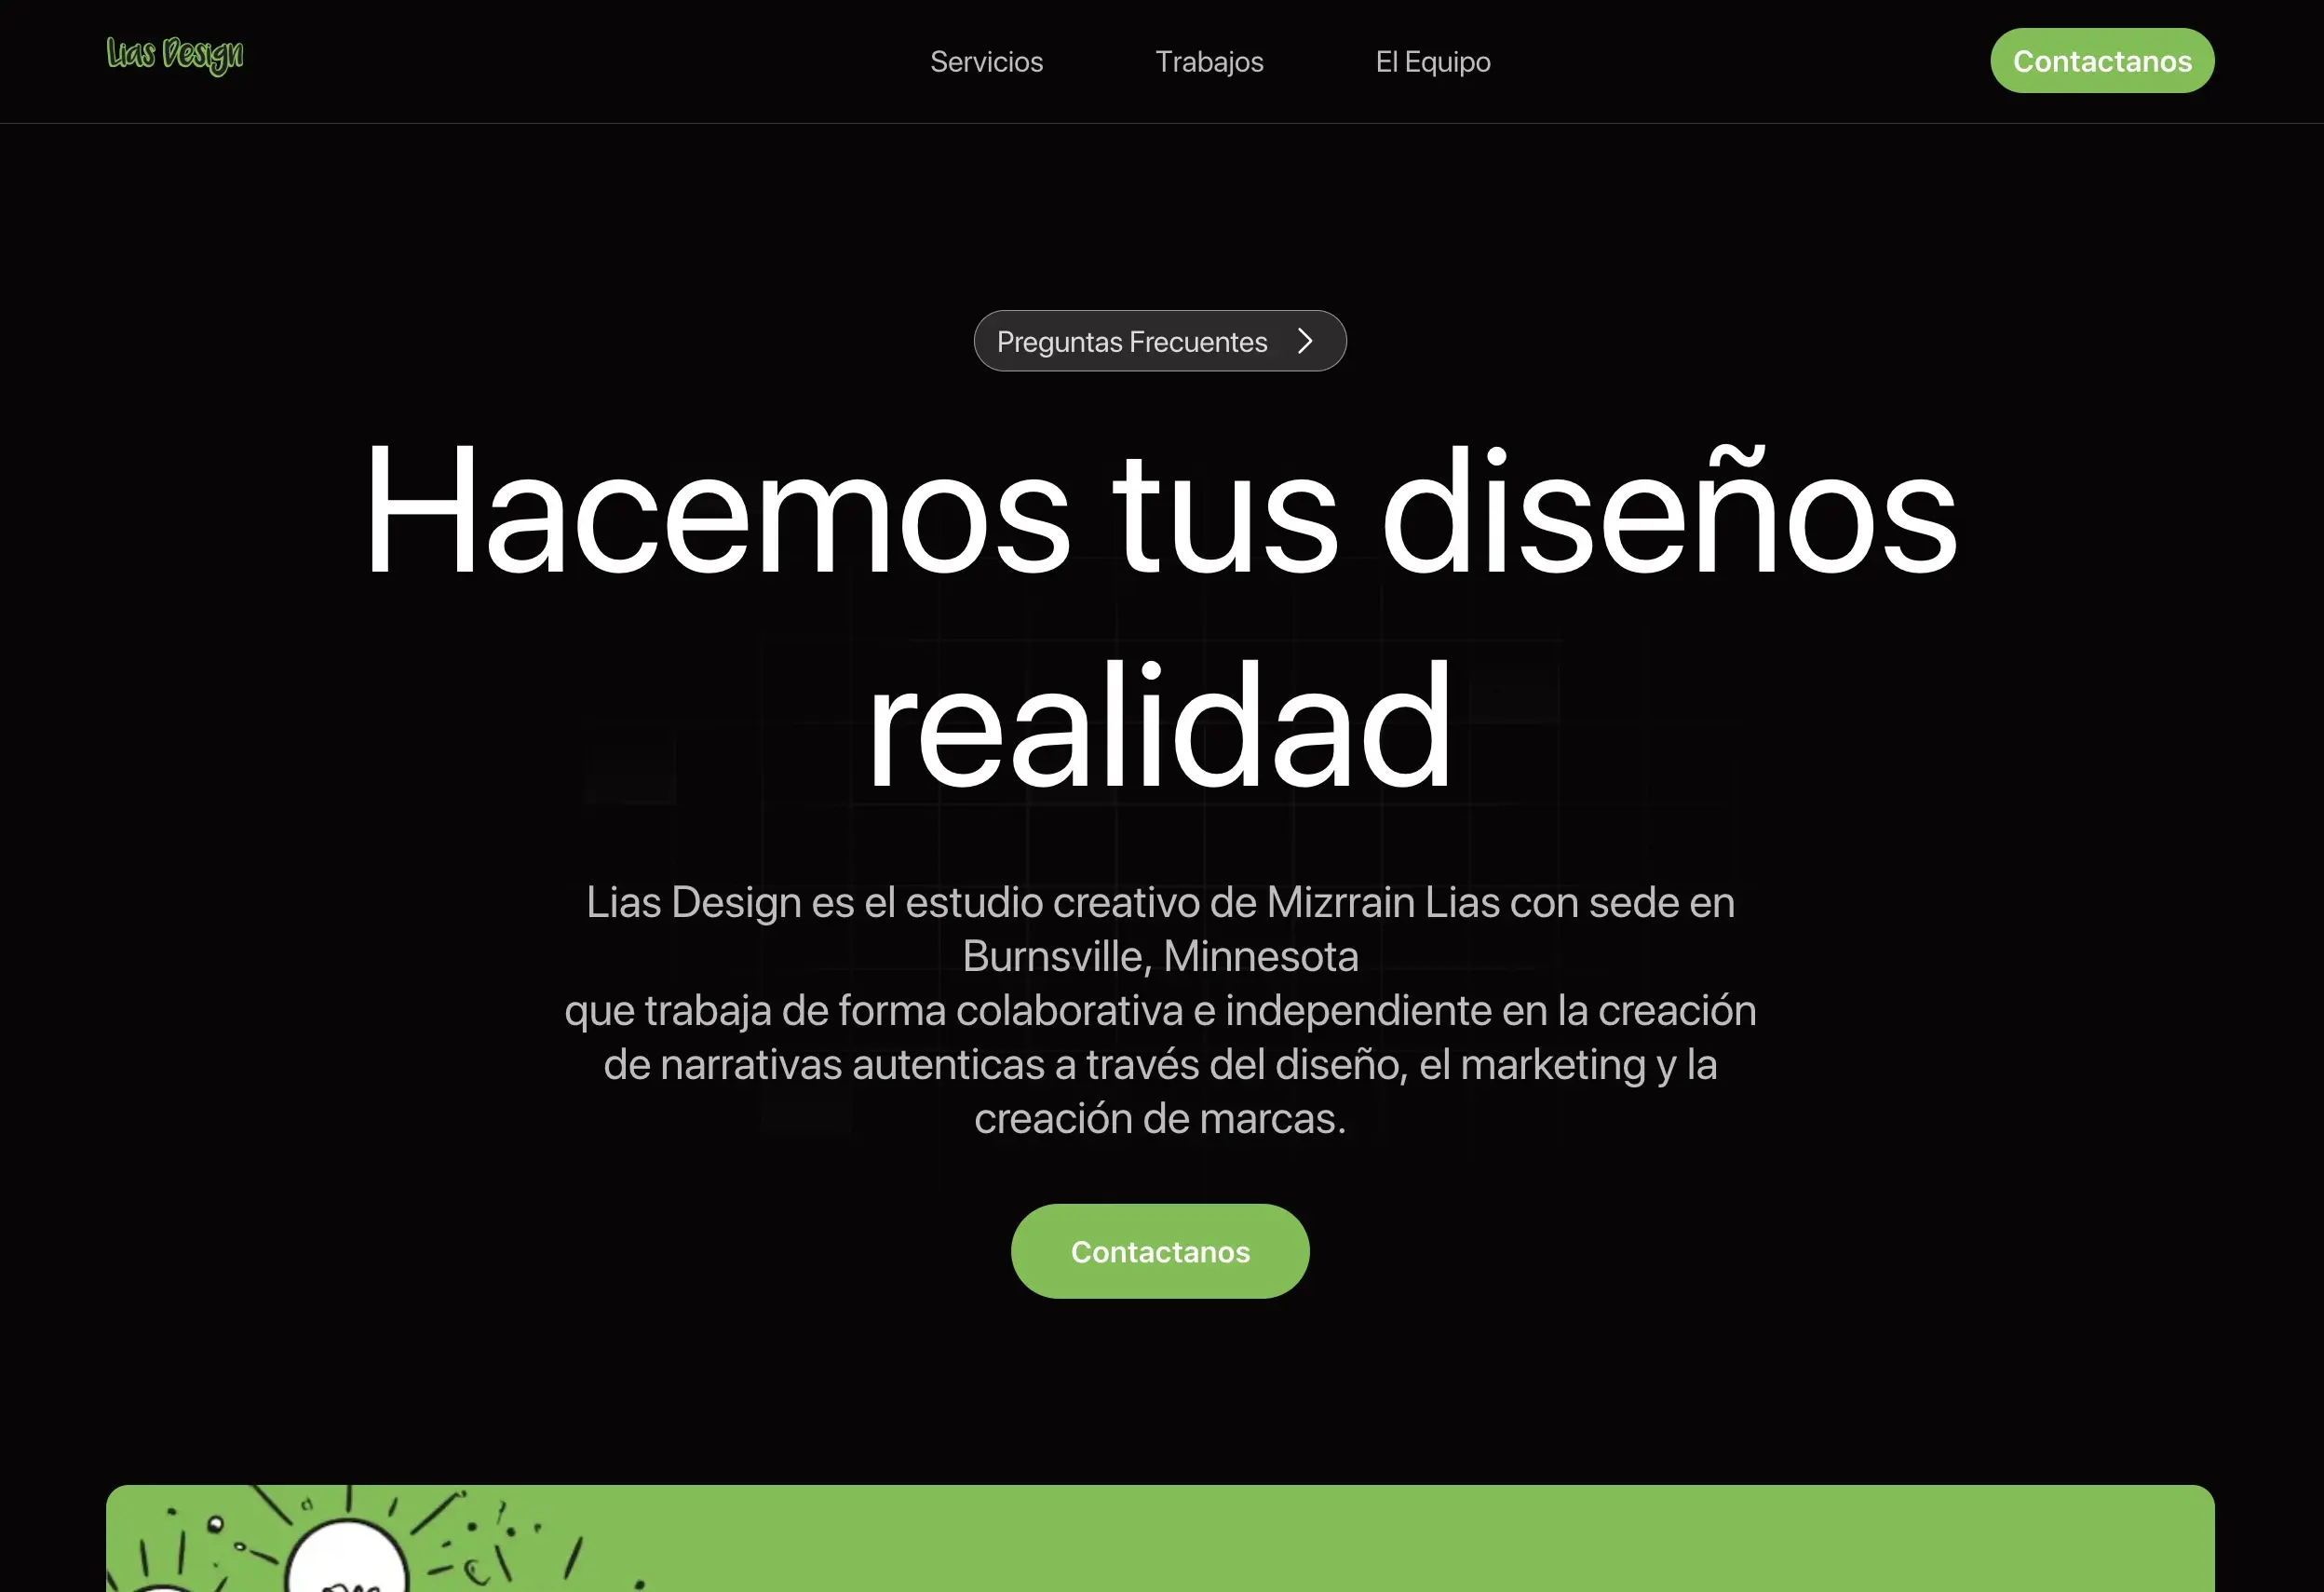 Lias Design
Servicios
Trabajos
El Equipo
Contactanos
Preguntas Frecuentes
Hacemos tus diseños
realidad
Lias Design es el estudio creativo de Mizrrain Lias con sede en
Burnsville, Minnesota
que trabaja de forma colaborativa e independiente en la creación
de narrativas autenticas a través del diseño, el marketing y la
creación de marcas.
Contactanos